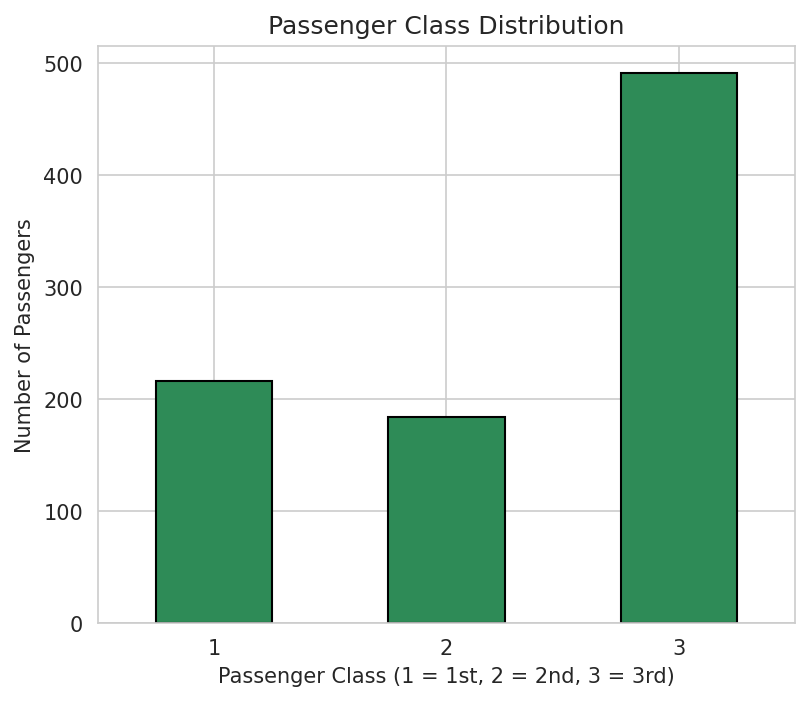 Passenger Class Distribution
500
400
300
200
100
0
Number of Passengers
1 2 3
Passenger Class (1 = 1st, 2 = 2nd, 3 = 3rd)